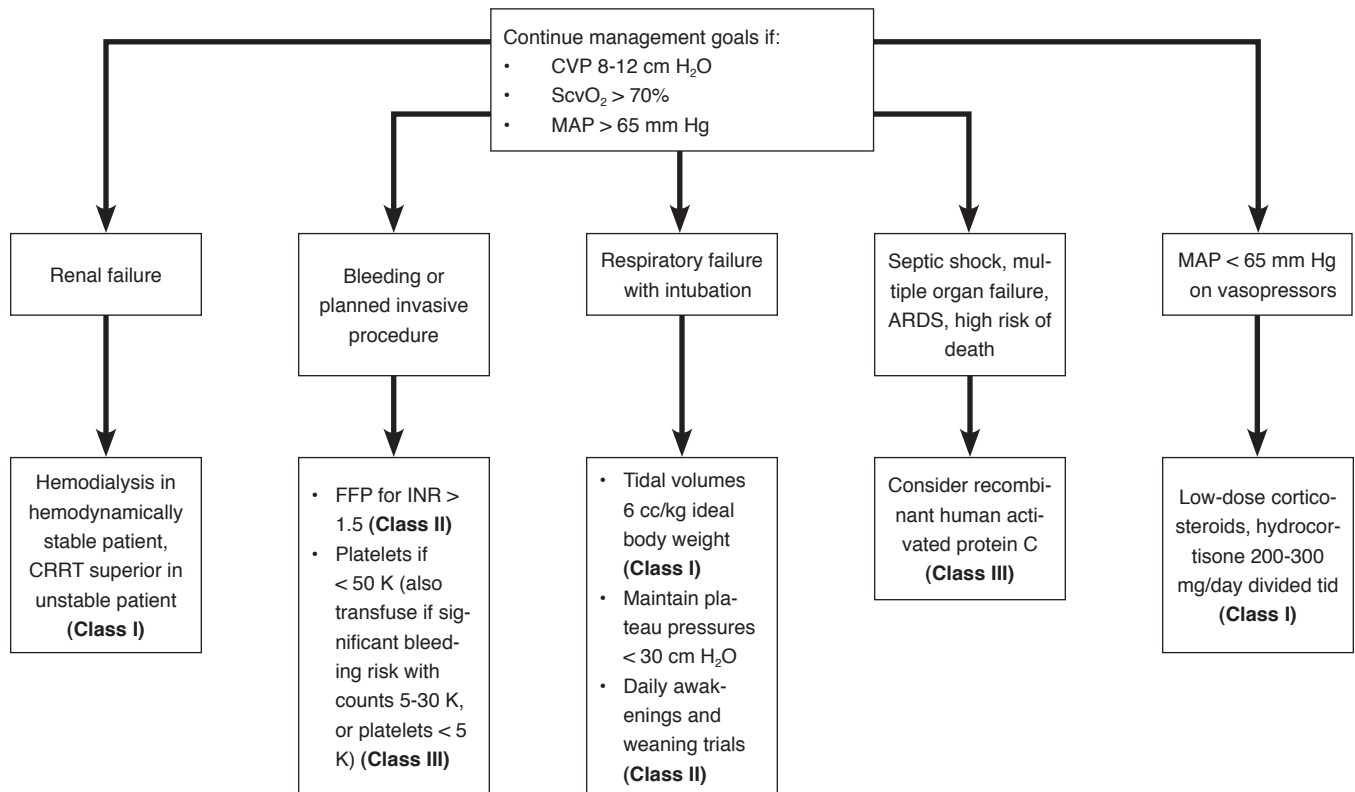 Continue management goals if:
• CVP 8-12 cm H₂O
• ScvO₂ > 70%
• MAP > 65 mm Hg
Renal failure
Bleeding or
planned invasive
procedure
Respiratory failure
with intubation
Septic shock, mul-
tiple organ failure,
ARDS, high risk of
death
MAP < 65 mm Hg
on vasopressors
Hemodialysis in
hemodynamically
stable patient,
CRRT superior in
unstable patient
(Class I)
• FFP for INR >
1.5 (Class II)
• Platelets if
< 50 K (also
transfuse if sig-
nificant bleed-
ing risk with
counts 5-30 K,
or platelets < 5
K) (Class III)
• Tidal volumes
6 cc/kg ideal
body weight
(Class I)
• Maintain pla-
teau pressures
< 30 cm H₂O
• Daily awak-
enings and
weaning trials
(Class II)
Consider recombi-
nant human acti-
vated protein C
(Class III)
Low-dose cortico-
steroids, hydrocor-
tisone 200-300
mg/day divided tid
(Class I)